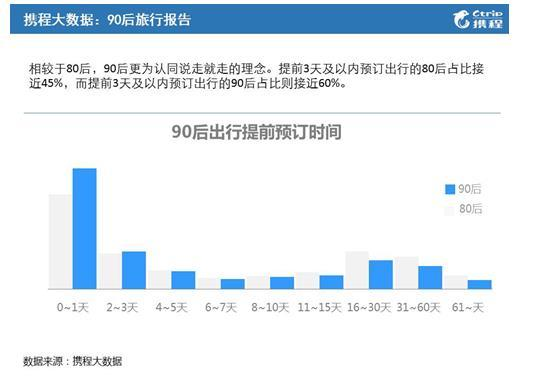 携程大数据：90后旅行报告
Ctrip
携程
相较于80后，90后更为认同说走就走的理念。提前3天及以内预订出行的80后占比接
近45%，而提前3天及以内预订出行的90后占比则接近60%。
90后出行提前预订时间
90后
80后
0~1天 2~3天 4~5天 6~7天 8~10天 11~15天 16~30天 31~60天 61~天
数据来源：携程大数据